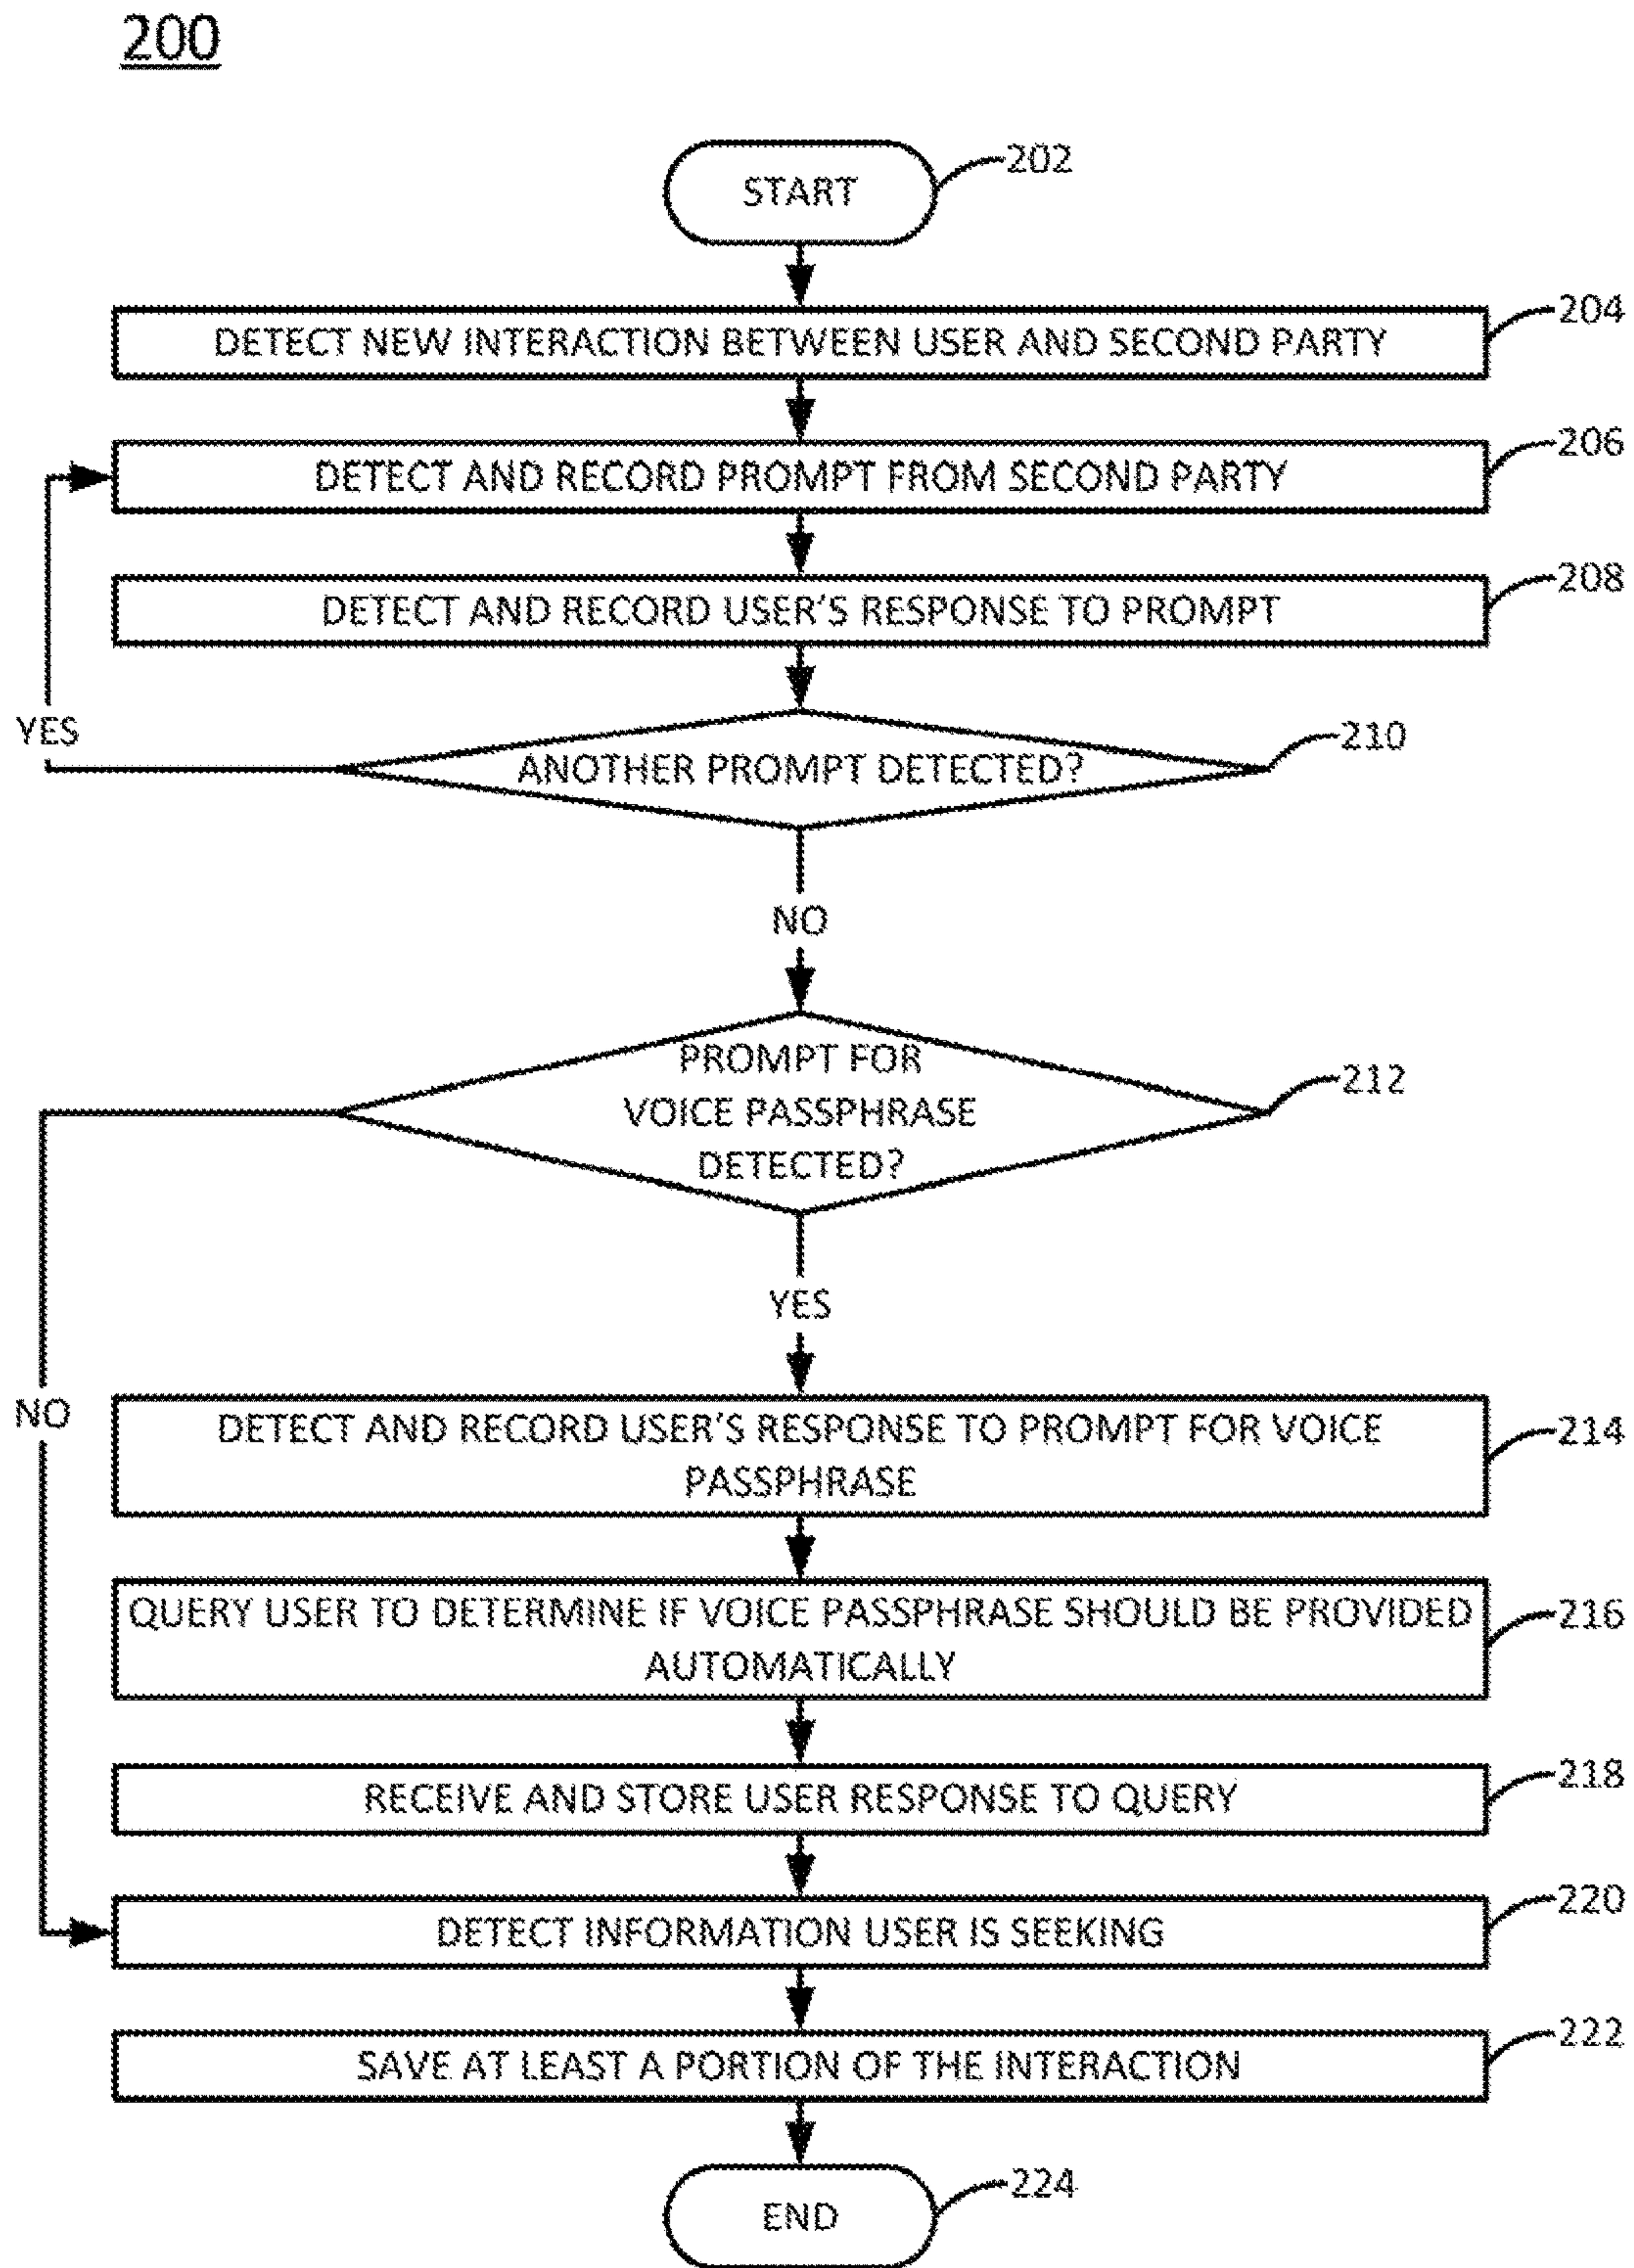 200
START
202
DETECT NEW INTERACTION BETWEEN USER AND SECOND PARTY
204
DETECT AND RECORD PROMPT FROM SECOND PARTY
206
DETECT AND RECORD USER'S RESPONSE TO PROMPT
208
YES
ANOTHER PROMPT DETECTED?
210
NO
PROMPT FOR
VOICE PASSPHRASE
DETECTED?
212
YES
NO
DETECT AND RECORD USER'S RESPONSE TO PROMPT FOR VOICE
PASSPHRASE
214
QUERY USER TO DETERMINE IF VOICE PASSPHRASE SHOULD BE PROVIDED
AUTOMATICALLY
216
RECEIVE AND STORE USER RESPONSE TO QUERY
218
DETECT INFORMATION USER IS SEEKING
220
SAVE AT LEAST A PORTION OF THE INTERACTION
222
END
224